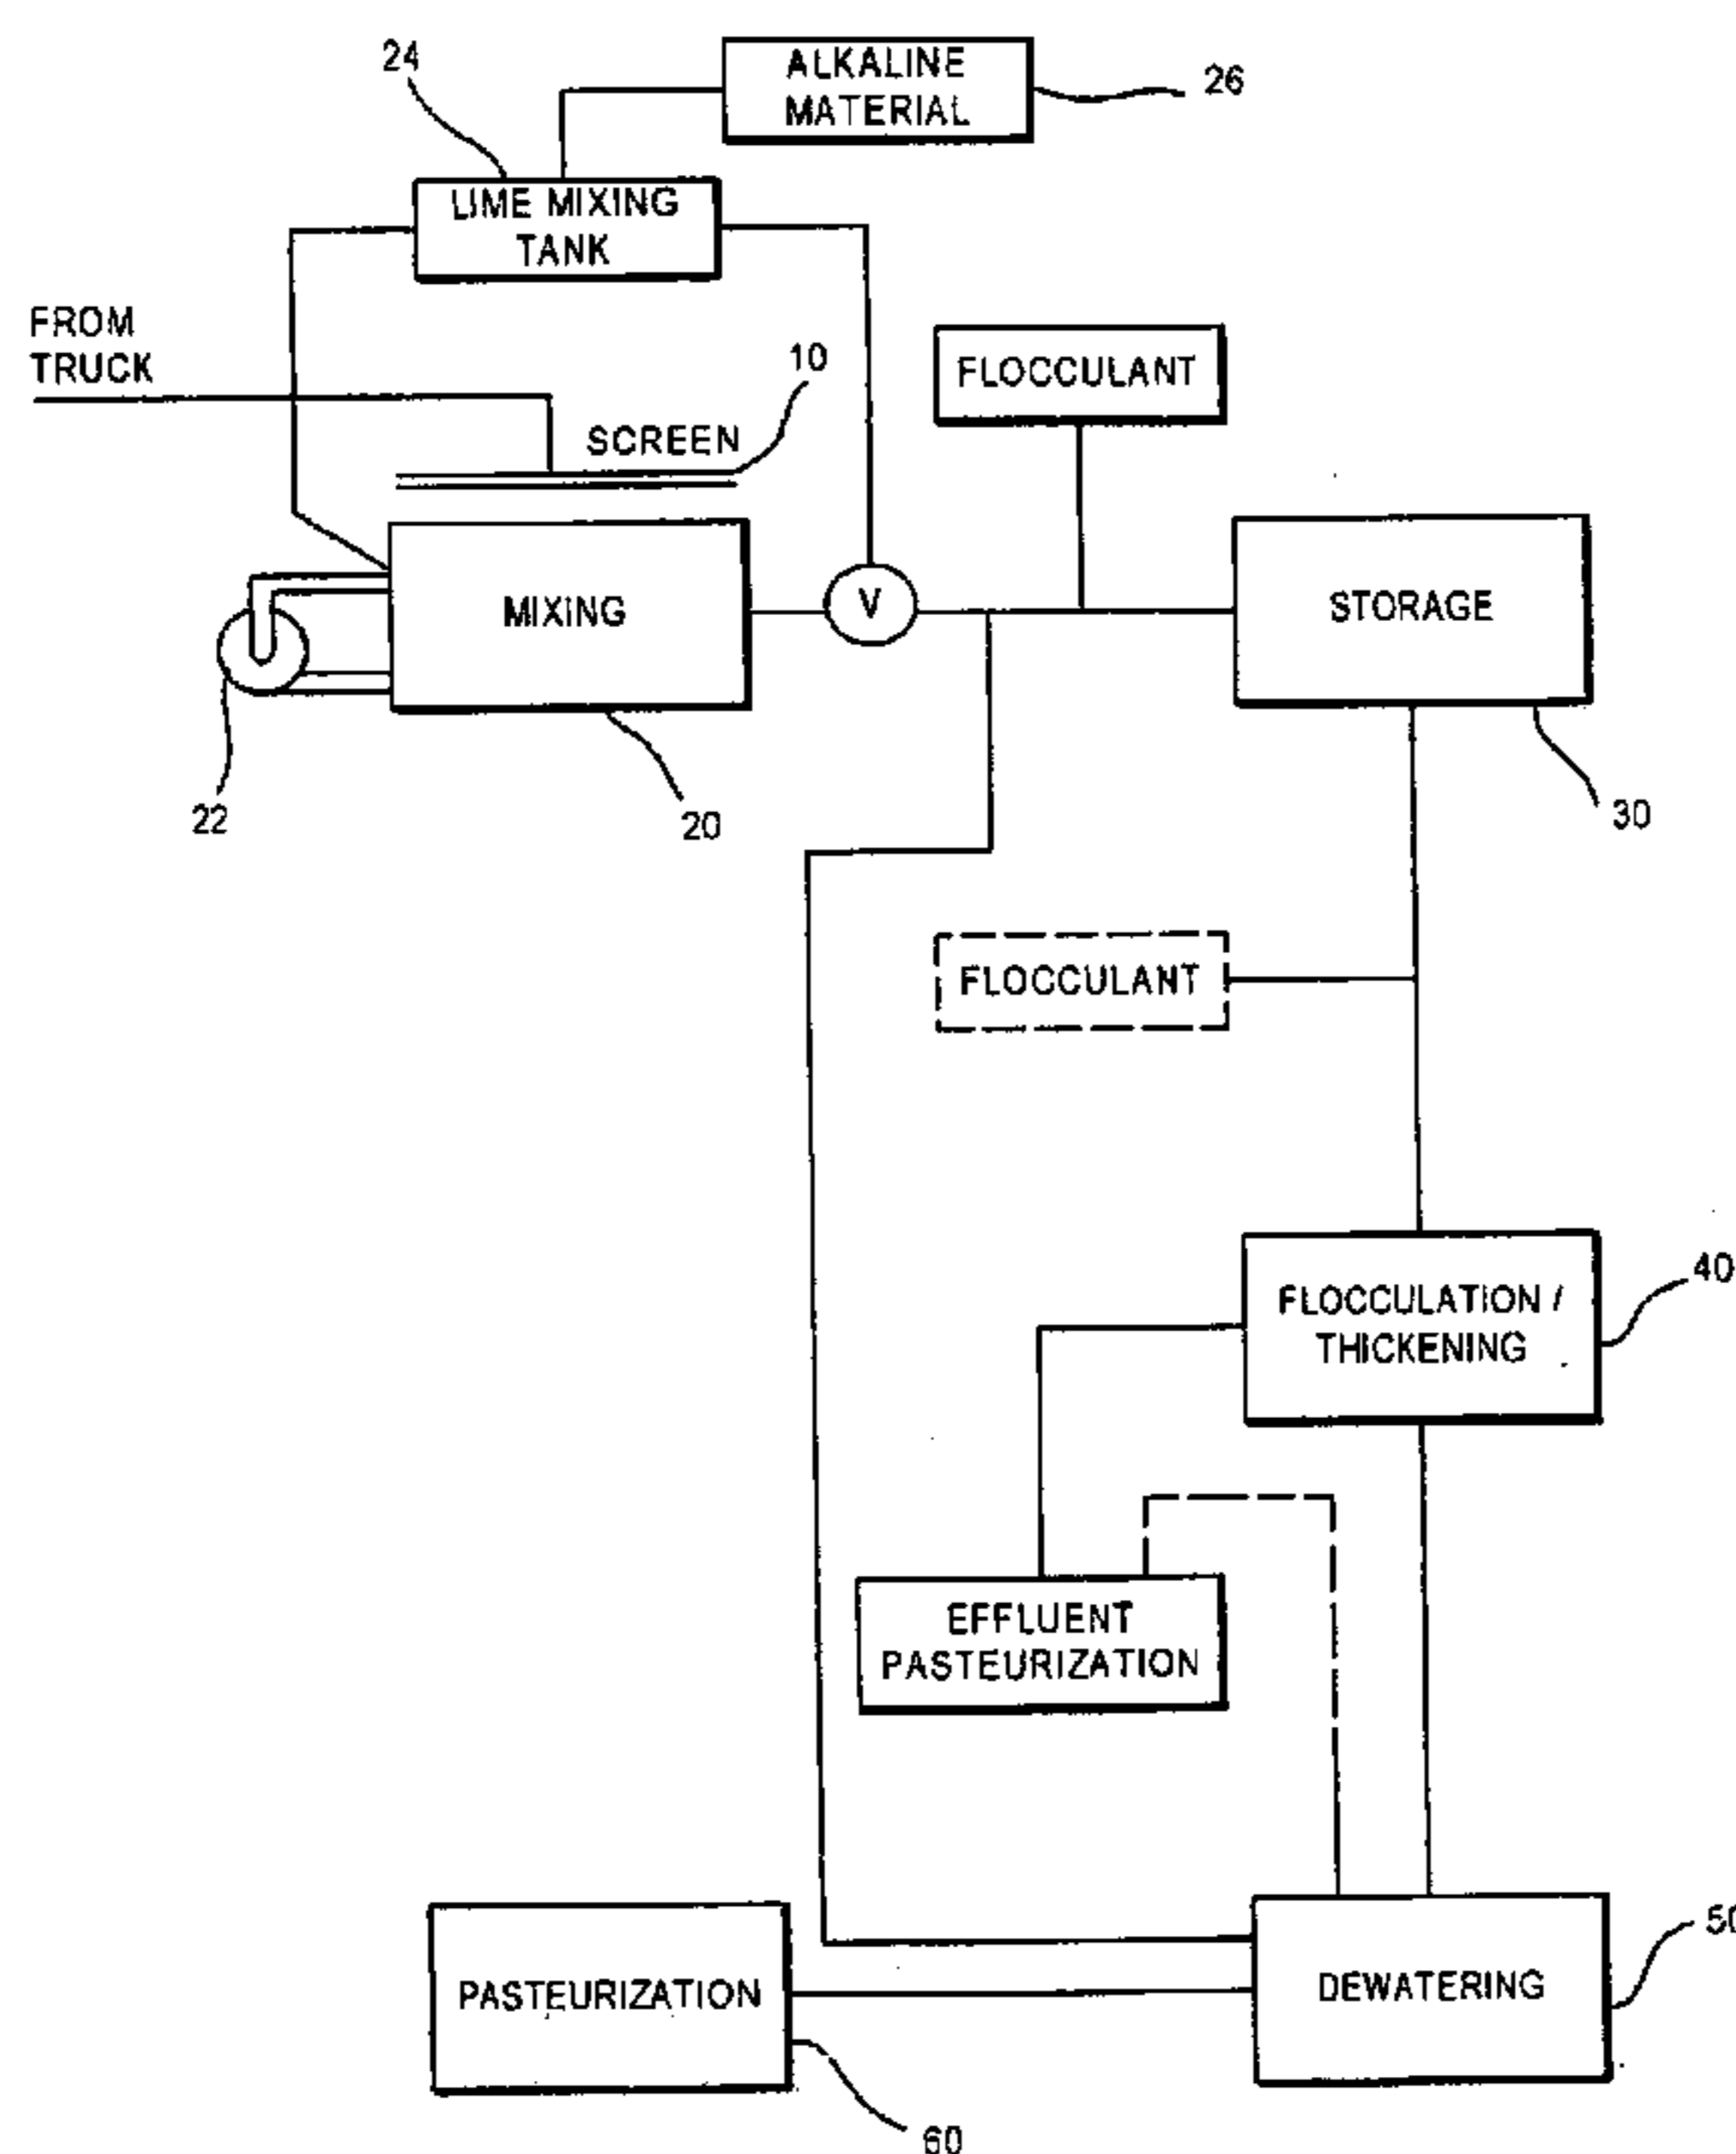 24
ALKALINE
MATERIAL
26
LIME MIXING
TANK
FROM
TRUCK
10
SCREEN
FLOCCULANT
MIXING
V
STORAGE
22
20
30
FLOCCULANT
40
FLOCCULATION /
THICKENING
EFFLUENT
PASTEURIZATION
50
PASTEURIZATION
DEWATERING
60